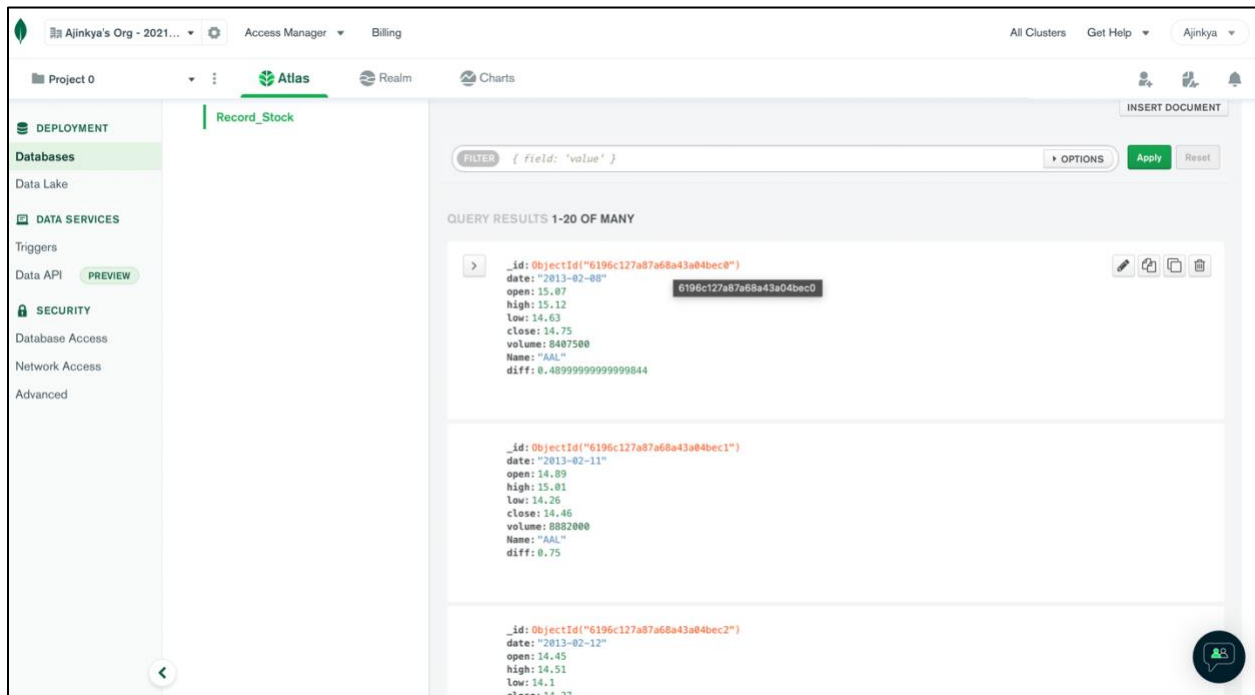 Ajinkya's Org - 2021... Access Manager Billing All Clusters Get Help Ajinkya
Project 0 Atlas Realm Charts
DEPLOYMENT
Databases
Data Lake
DATA SERVICES
Triggers
Data API PREVIEW
SECURITY
Database Access
Network Access
Advanced
Record_Stock
INSERT DOCUMENT
FILTER { field: 'value' } OPTIONS Apply Reset
QUERY RESULTS 1-20 OF MANY
_id: ObjectId("6196c127a87a68a43a04bec0")
date: "2013-02-08"
6196c127a87a68a43a04bec0
open: 15.07
high: 15.12
low: 14.63
close: 14.75
volume: 8407500
Name: "AAL"
diff: 0.48999999999999844
_id: ObjectId("6196c127a87a68a43a04bec1")
date: "2013-02-11"
open: 14.89
high: 15.01
low: 14.26
close: 14.46
volume: 8882000
Name: "AAL"
diff: 0.75
_id: ObjectId("6196c127a87a68a43a04bec2")
date: "2013-02-12"
open: 14.45
high: 14.51
low: 14.1
close: 14.27